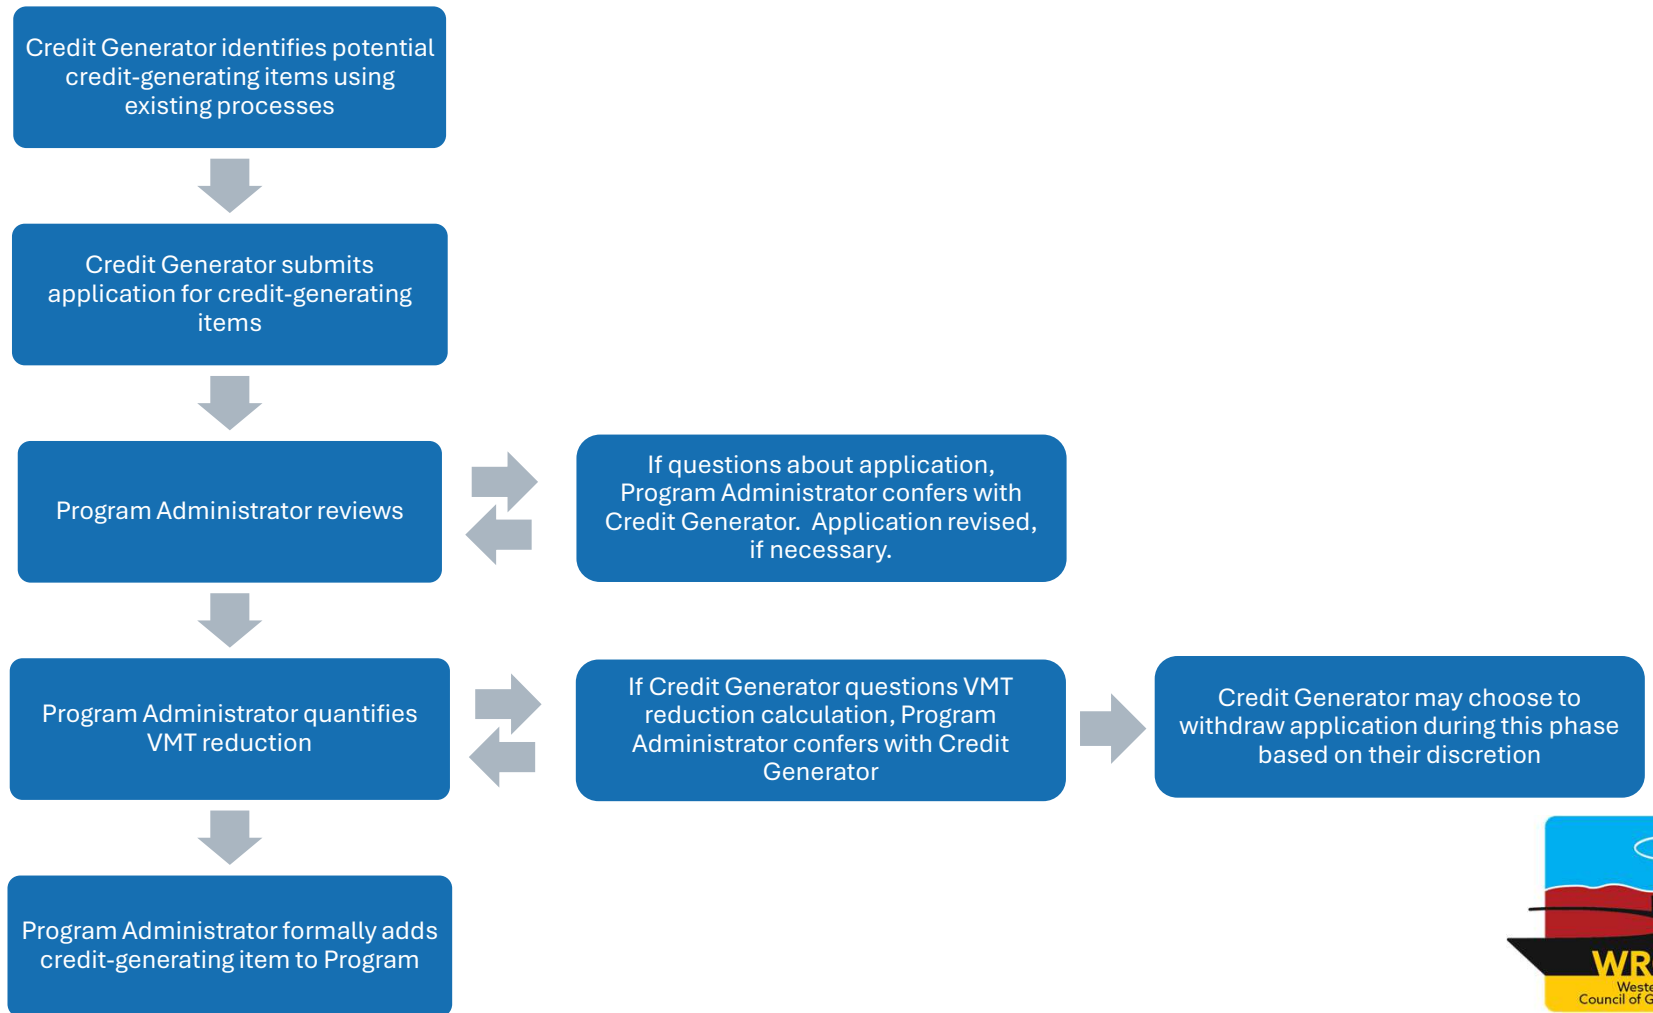 Credit Generator identifies potential
credit-generating items using
existing processes
Credit Generator submits
application for credit-generating
items
Program Administrator reviews
If questions about application,
Program Administrator confers with
Credit Generator.  Application revised,
if necessary.
Program Administrator quantifies
VMT reduction
If Credit Generator questions VMT
reduction calculation, Program
Administrator confers with Credit
Generator
Credit Generator may choose to
withdraw application during this phase
based on their discretion
Program Administrator formally adds
credit-generating item to Program
Council of